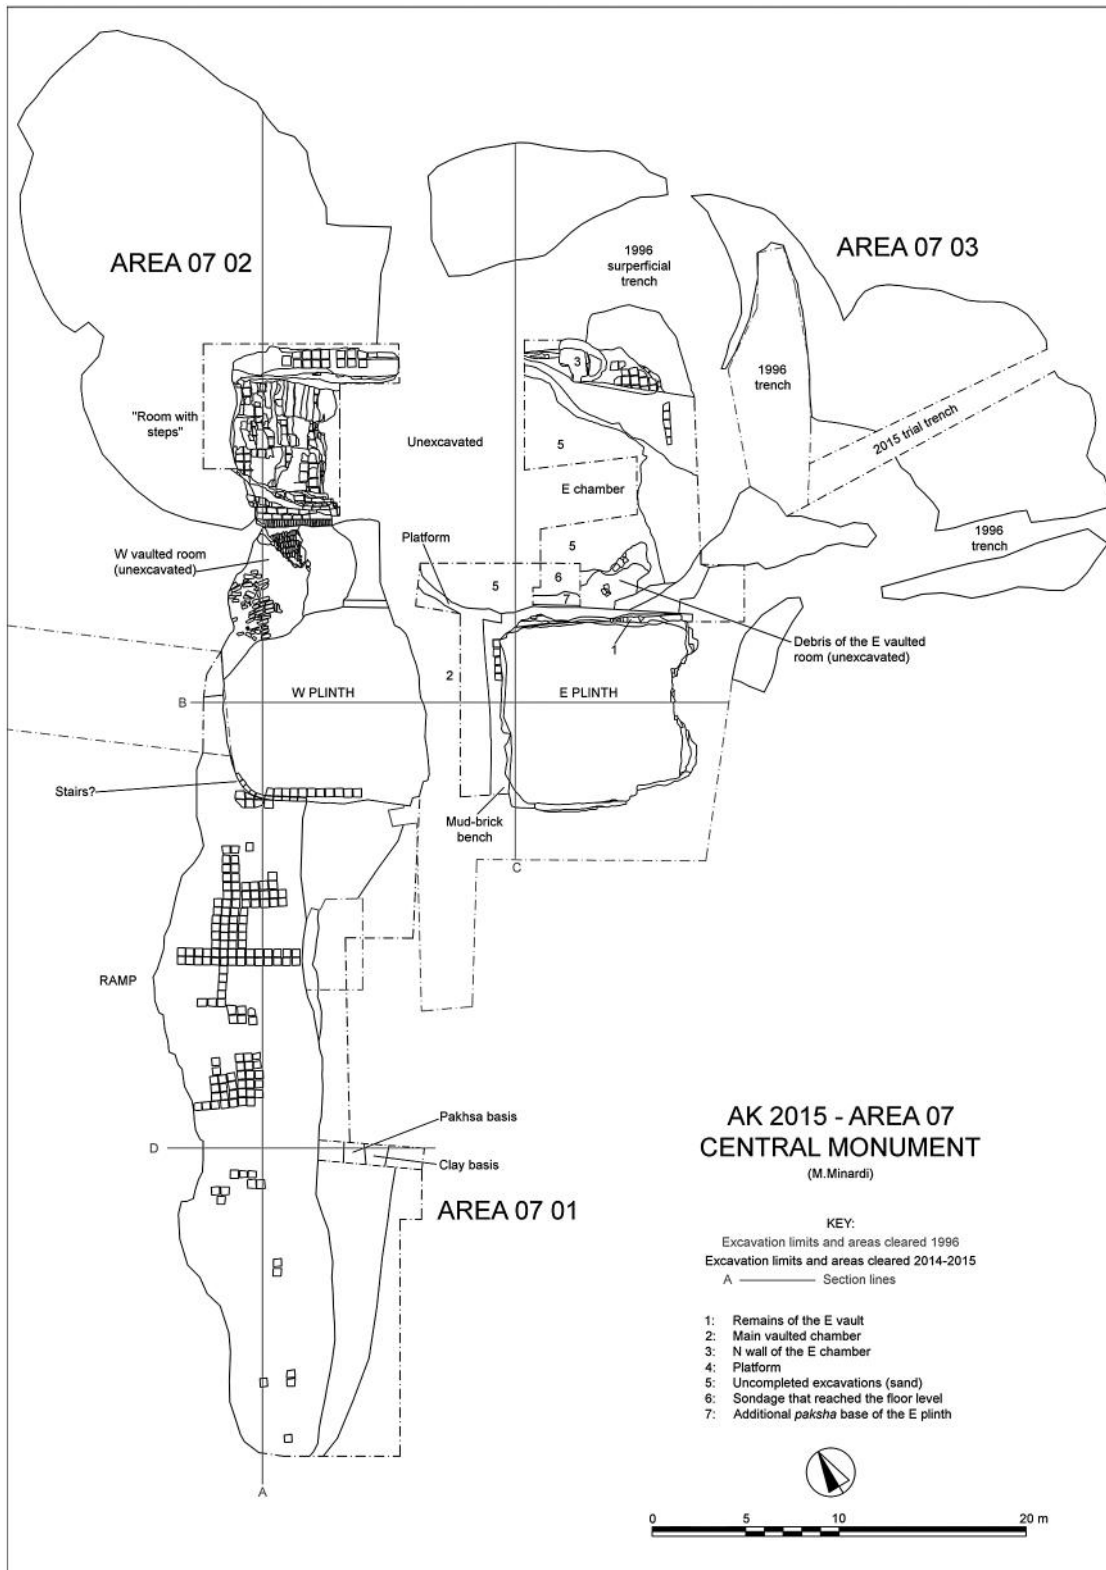 AREA 07 02
1996
surperficial
trench
AREA 07 03
3
1996
trench
"Room with
steps"
Unexcavated
5
2015 trial trench
E chamber
1996
trench
Platform
W vaulted room
(unexcavated)
5
6
5
7
1
Debris of the E vaulted
room (unexcavated)
2
W PLINTH
E PLINTH
B
Stairs?
Mud-brick
bench
C
RAMP
Pakhsa basis
D
Clay basis
AREA 07 01
A
AK 2015 - AREA 07
CENTRAL MONUMENT
(M.Minardi)
KEY:
Excavation limits and areas cleared 1996
Excavation limits and areas cleared 2014-2015
A Section lines
1: Remains of the E vault
2: Main vaulted chamber
3: N wall of the E chamber
4: Platform
5: Uncompleted excavations (sand)
6: Sondage that reached the floor level
7: Additional paksha base of the E plinth
0 5 10 20 m